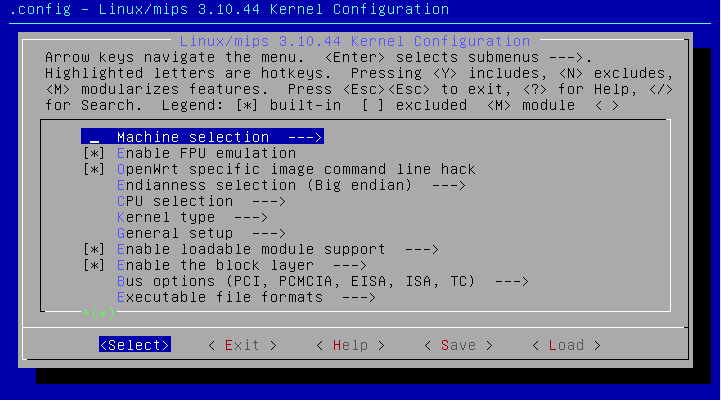 .config - Linux/mips 3.10.44 Kernel Configuration
Linux/mips 3.10.44 Kernel Configuration
Arrow keys navigate the menu.  <Enter> selects submenus --->.
Highlighted letters are hotkeys.  Pressing <Y> includes, <N> excludes,
<M> modularizes features.  Press <Esc><Esc> to exit, <?> for Help, </>
for Search.  Legend: [*] built-in  [ ] excluded  <M> module  < >
Machine selection  --->
[*] Enable FPU emulation
[*] OpenWrt specific image command line hack
Endianness selection (Big endian)  --->
CPU selection  --->
Kernel type  --->
General setup  --->
[*] Enable loadable module support  --->
[*] Enable the block layer  --->
Bus options (PCI, PCMCIA, EISA, ISA, TC)  --->
Executable file formats  --->
+(+)
<Select>    < Exit >    < Help >    < Save >    < Load >